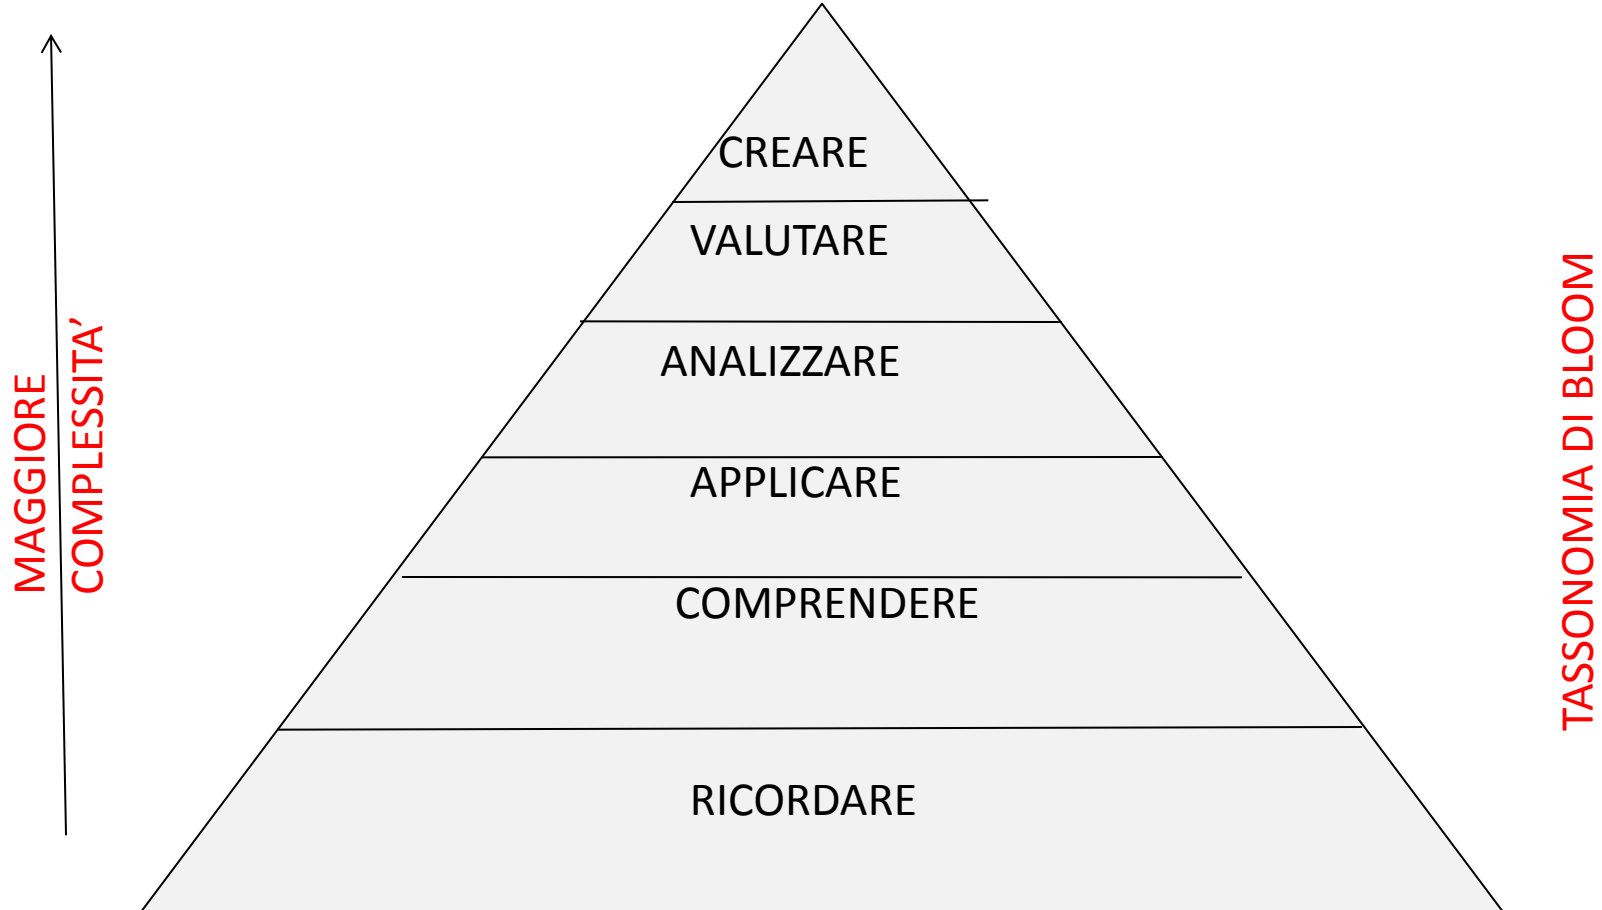 CREARE
VALUTARE
ANALIZZARE
APPLICARE
COMPRENDERE
RICORDARE
MAGGIORE
COMPLESSITA’
TASSONOMIA DI BLOOM